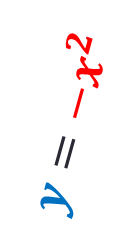 y = −x²